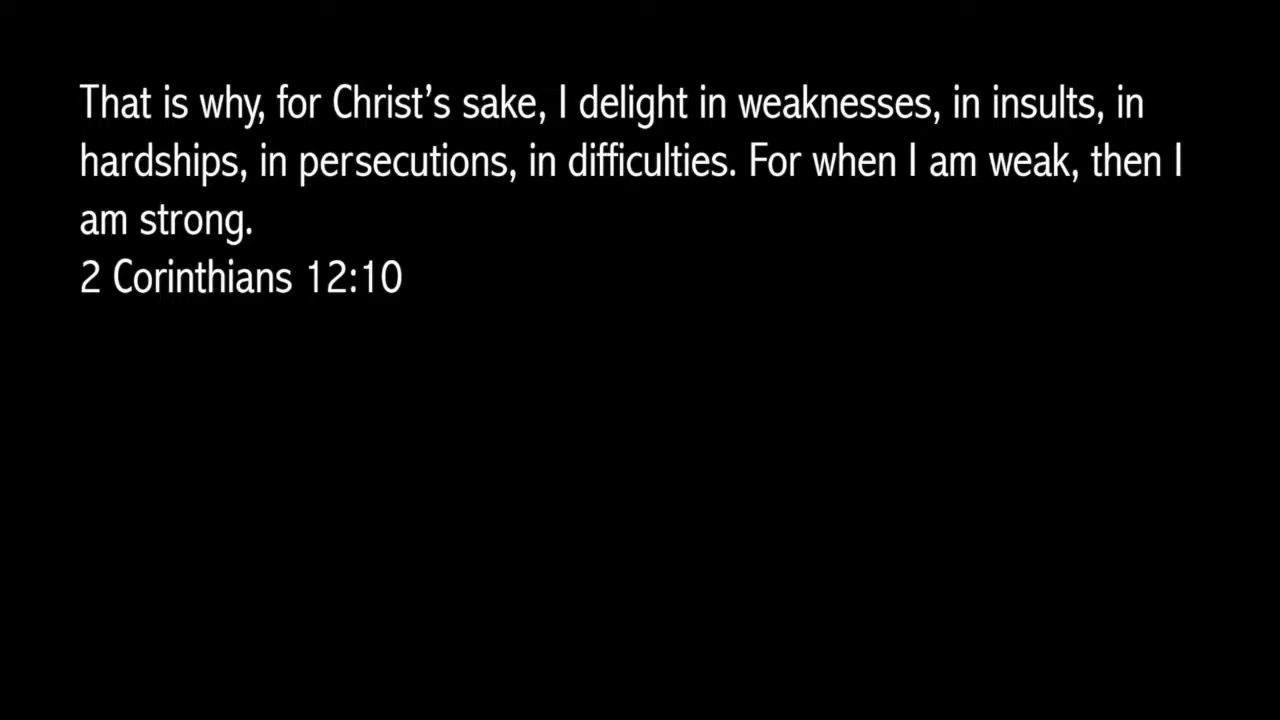 That is why, for Christ’s sake, I delight in weaknesses, in insults, in
hardships, in persecutions, in difficulties. For when I am weak, then I
am strong.
2 Corinthians 12:10